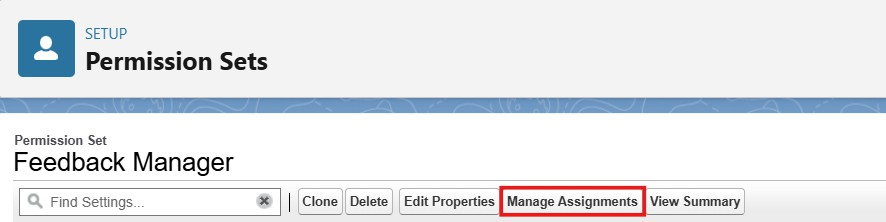 SETUP
Permission Sets
Permission Set
Feedback Manager
Find Settings... Clone Delete Edit Properties Manage Assignments View Summary